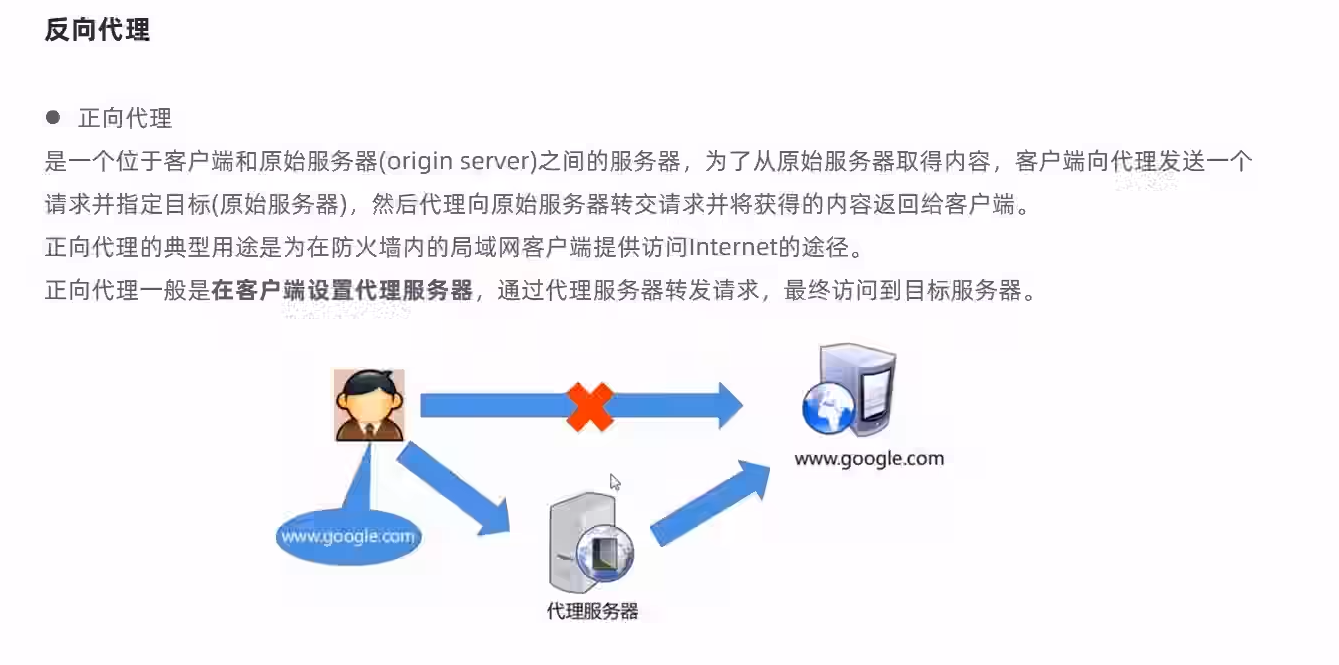 反向代理
● 正向代理
是一个位于客户端和原始服务器(origin server)之间的服务器，为了从原始服务器取得内容，客户端向代理发送一个
请求并指定目标(原始服务器)，然后代理向原始服务器转交请求并将获得的内容返回给客户端。
正向代理的典型用途是为在防火墙内的局域网客户端提供访问Internet的途径。
正向代理一般是在客户端设置代理服务器，通过代理服务器转发请求，最终访问到目标服务器。
www.google.com
www.google.com
代理服务器